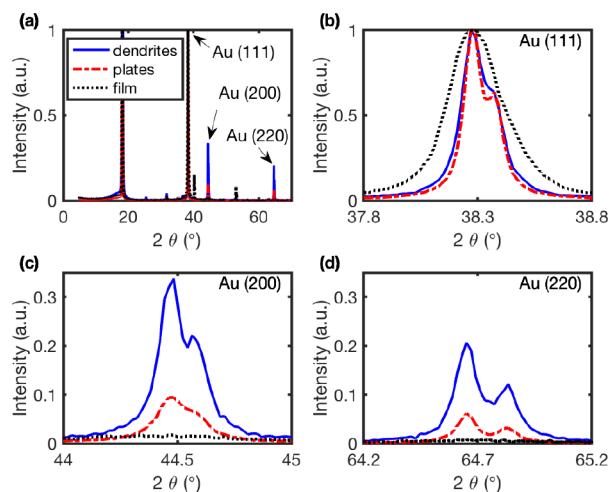 (a)
Intensity (a.u.)
1
0.5
0
dendrites
plates
film
Au (111)
Au (200)
Au (220)
0 20 40 60
2 θ (°)
(b)
Au (111)
Intensity (a.u.)
1
0.5
0
37.8 38.3 38.8
2 θ (°)
(c)
Au (200)
Intensity (a.u.)
0.3
0.2
0.1
0
44 44.5 45
2 θ (°)
(d)
Au (220)
Intensity (a.u.)
0.3
0.2
0.1
0
64.2 64.7 65.2
2 θ (°)